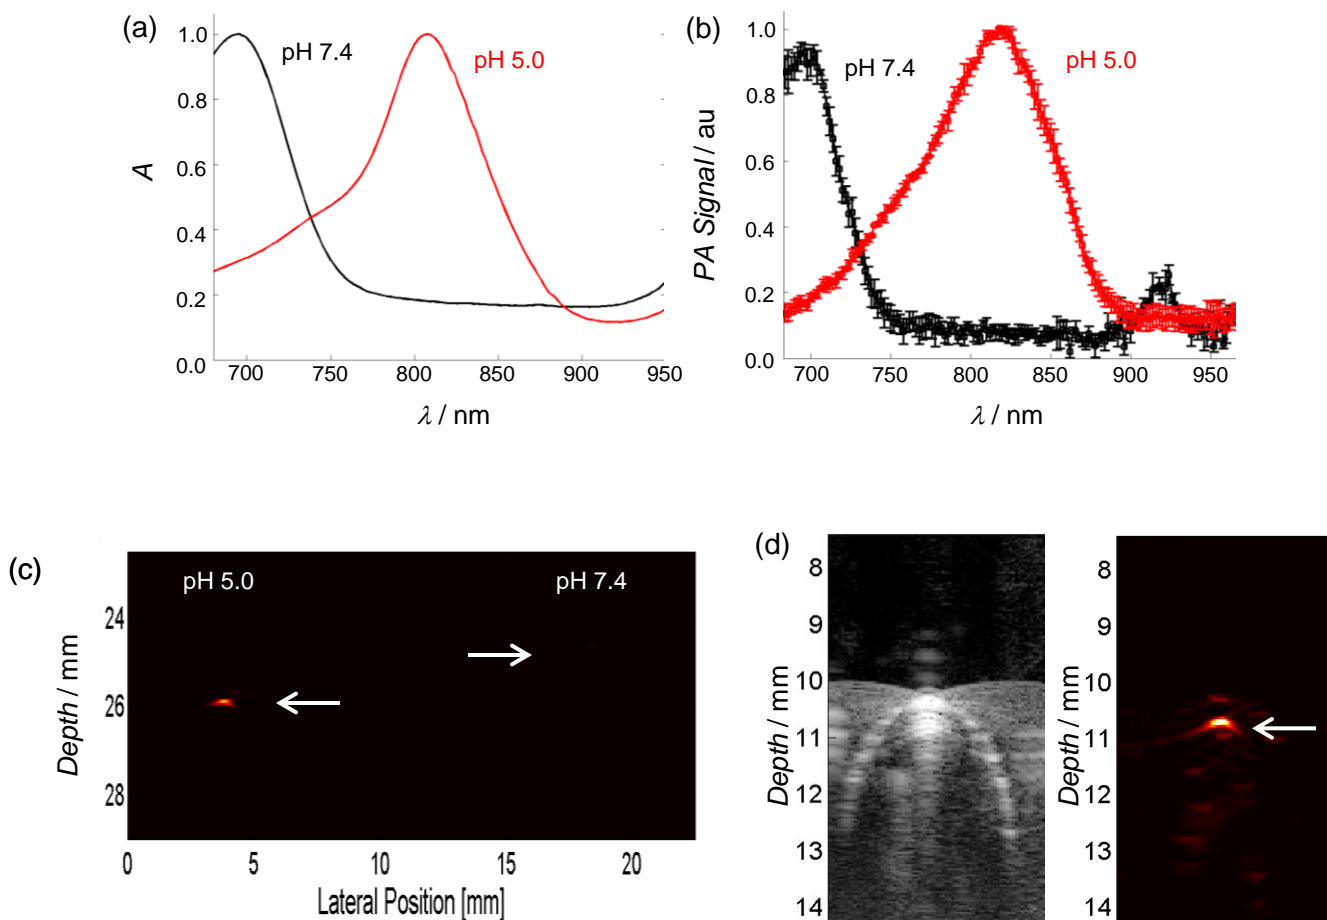 (a)
pH 7.4
pH 5.0
A
1.0
0.8
0.6
0.4
0.2
0.0
700
750
800
850
900
950
λ / nm
(b)
pH 7.4
pH 5.0
PA Signal / au
1.0
0.8
0.6
0.4
0.2
0.0
700
750
800
850
900
950
λ / nm
(c)
pH 5.0
pH 7.4
Depth / mm
24
26
28
0
5
10
15
20
Lateral Position [mm]
(d)
Depth / mm
8
9
10
11
12
13
14
Depth / mm
8
9
10
11
12
13
14